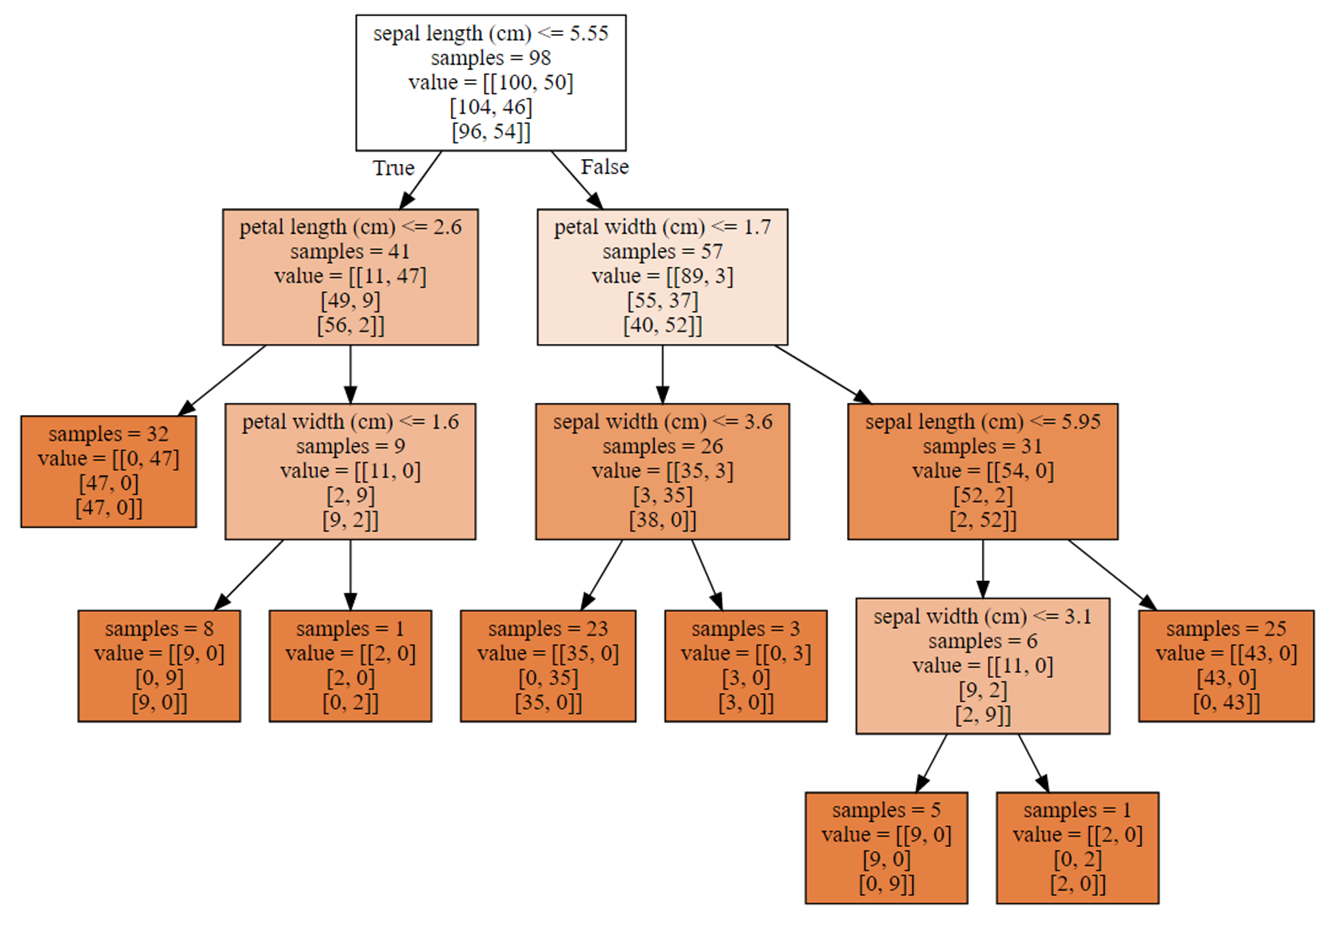 sepal length (cm) <= 5.55
samples = 98
value = [[100, 50]
[104, 46]
[96, 54]]
True
False
petal length (cm) <= 2.6
samples = 41
value = [[11, 47]
[49, 9]
[56, 2]]
petal width (cm) <= 1.7
samples = 57
value = [[89, 3]
[55, 37]
[40, 52]]
samples = 32
value = [[0, 47]
[47, 0]
[47, 0]]
petal width (cm) <= 1.6
samples = 9
value = [[11, 0]
[2, 9]
[9, 2]]
sepal width (cm) <= 3.6
samples = 26
value = [[35, 3]
[3, 35]
[38, 0]]
sepal length (cm) <= 5.95
samples = 31
value = [[54, 0]
[52, 2]
[2, 52]]
samples = 8
value = [[9, 0]
[0, 9]
[9, 0]]
samples = 1
value = [[2, 0]
[2, 0]
[0, 2]]
samples = 23
value = [[35, 0]
[0, 35]
[35, 0]]
samples = 3
value = [[0, 3]
[3, 0]
[3, 0]]
sepal width (cm) <= 3.1
samples = 6
value = [[11, 0]
[9, 2]
[2, 9]]
samples = 25
value = [[43, 0]
[43, 0]
[0, 43]]
samples = 5
value = [[9, 0]
[9, 0]
[0, 9]]
samples = 1
value = [[2, 0]
[0, 2]
[2, 0]]